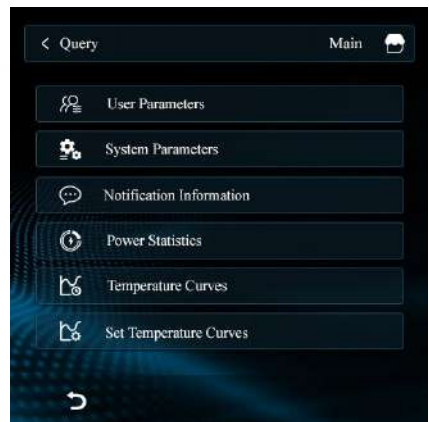 Query Main
User Parameters
System Parameters
Notification Information
Power Statistics
Temperature Curves
Set Temperature Curves